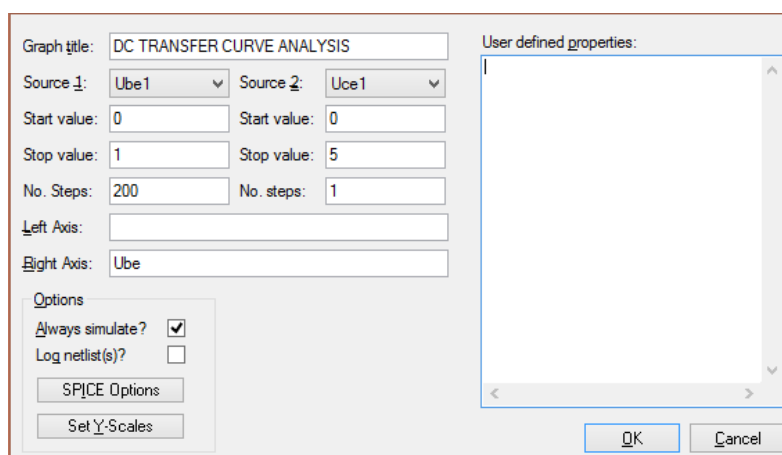 Graph title: DC TRANSFER CURVE ANALYSIS
User defined properties:
Source 1: Ube1 Source 2: Uce1
Start value: 0 Start value: 0
Stop value: 1 Stop value: 5
No. Steps: 200 No. steps: 1
Left Axis:
Right Axis: Ube
Options
Always simulate?
Log netlist(s)?
SPICE Options
Set Y-Scales
OK Cancel